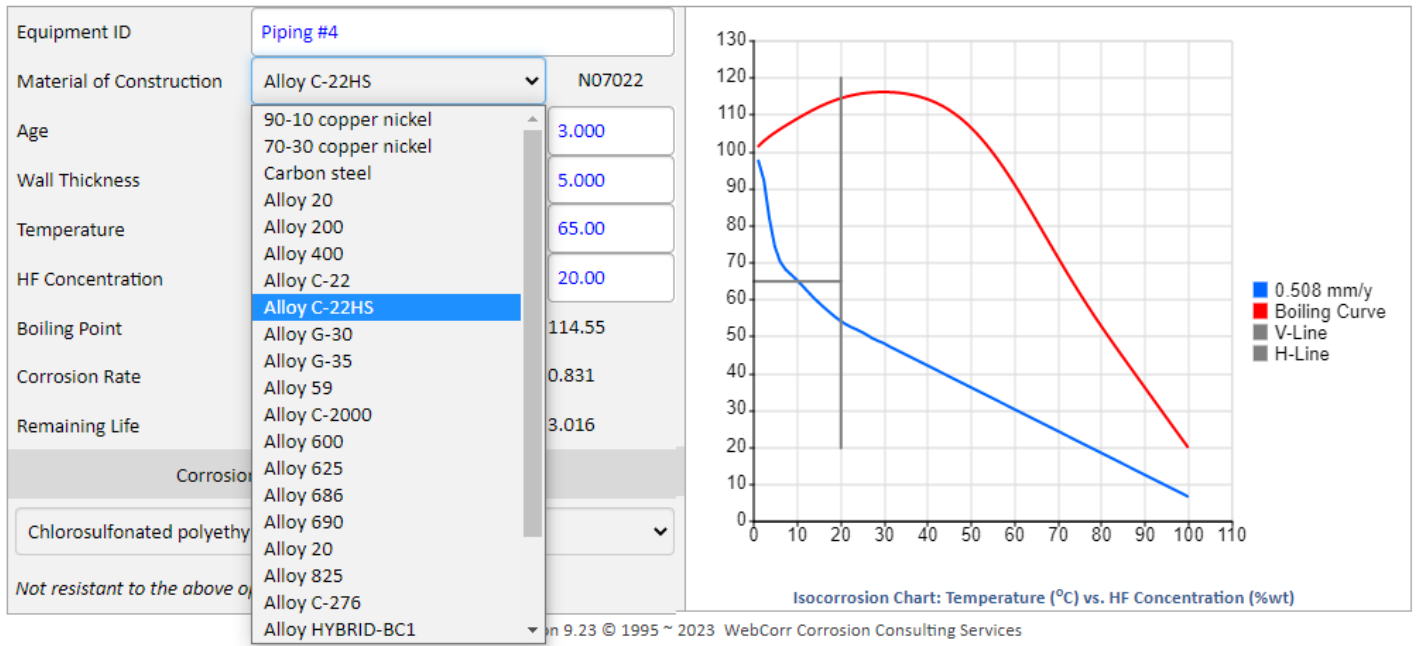 Equipment ID Piping #4
Material of Construction Alloy C-22HS N07022
90-10 copper nickel
Age 3.000
70-30 copper nickel
Carbon steel
Wall Thickness 5.000
Alloy 20
Alloy 200
Temperature 65.00
Alloy 400
Alloy C-22
HF Concentration 20.00
Alloy C-22HS
Boiling Point 114.55
Alloy G-30
Alloy G-35
Corrosion Rate 0.831
Alloy 59
Alloy C-2000
Remaining Life 3.016
Alloy 600
Alloy 625
Alloy 686
Alloy 690
Chlorosulfonated
Alloy 20
Alloy 825
Not resistant to the above
Alloy C-276
Alloy HYBRID-BC1
130
120
110
100
90
80
70
60
50
40
30
20
10
0
0 10 20 30 40 50 60 70 80 90 100 110
0.508 mm/y
Boiling Curve
V-Line
H-Line
Isocorrosion Chart: Temperature (⁰C) vs. HF Concentration (%wt)
9.23 © 1995 ~ 2023 WebCorr Corrosion Consulting Services